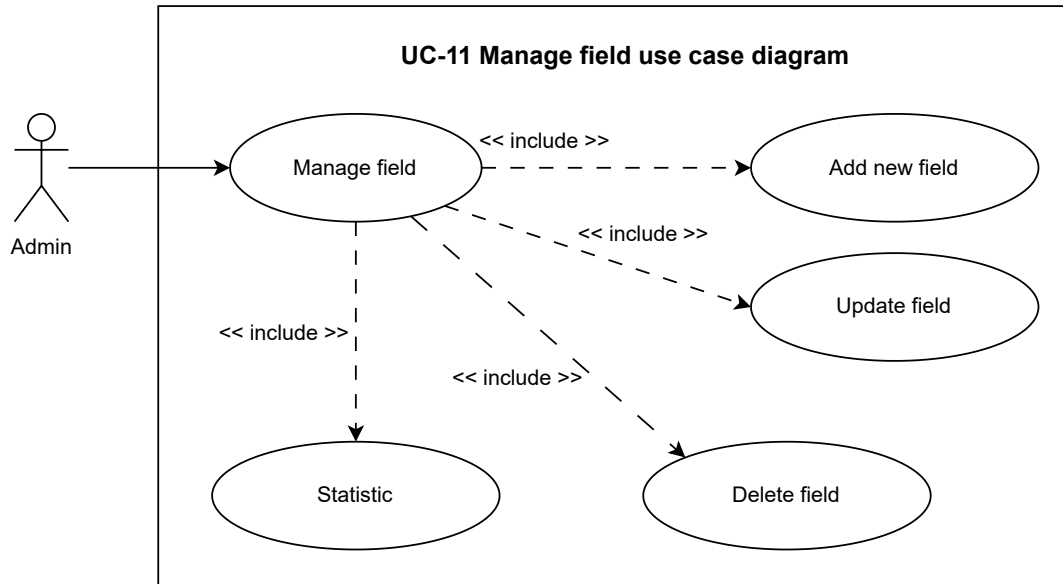 UC-11 Manage field use case diagram
Admin
Manage field
<< include >>
Add new field
<< include >>
Update field
<< include >>
<< include >>
Statistic
Delete field